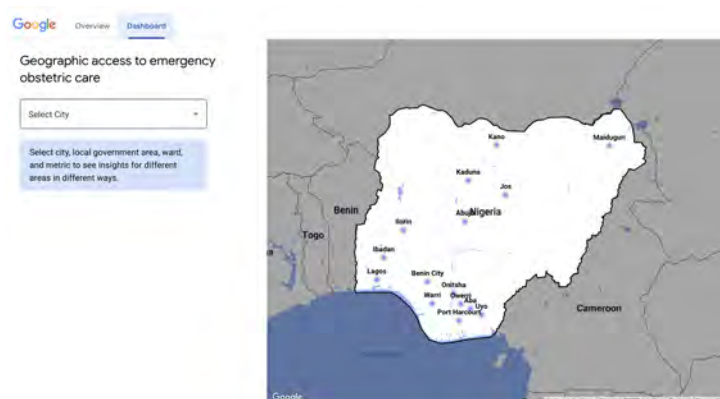 Google Overview Dashboard
Geographic access to emergency
obstetric care
Select City
Select city, local government area, ward,
and metric to see insights for different
areas in different ways.
Kano
Maiduguri
Kaduna
Jos
Abuja
Nigeria
Benin
Ilorin
Togo
Ibadan
Lagos
Benin City
Onitsha
Warri
Owerri
Aba
Uyo
Port Harcourt
Cameroon
Google